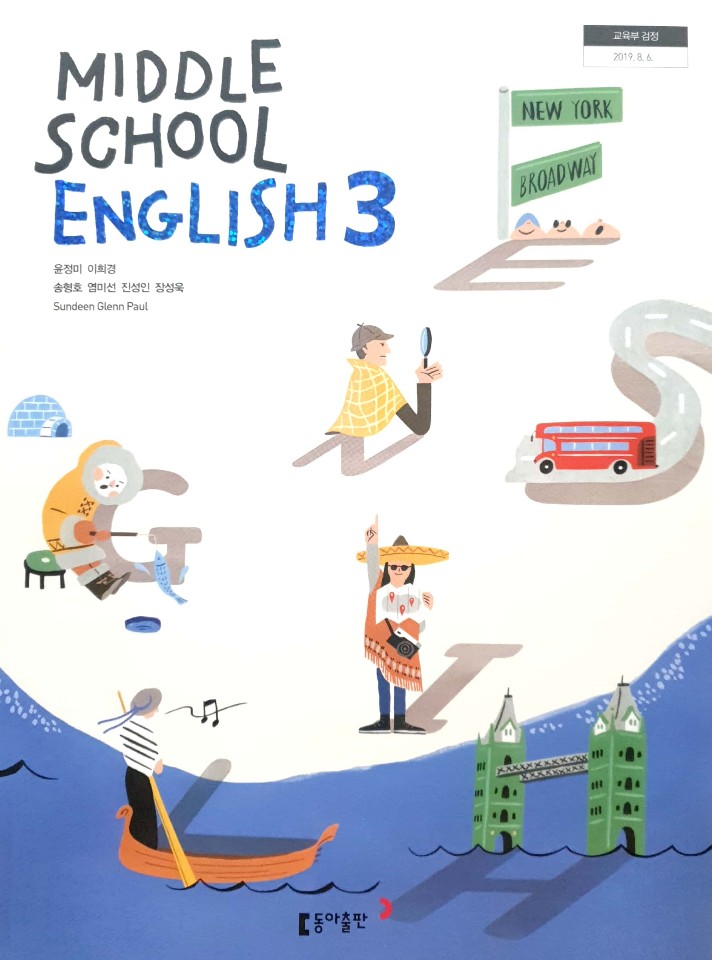 교육부 검정
2019. 8. 6.
MIDDLE
SCHOOL
ENGLISH 3
윤정미 이희경
송형호 염미선 진성인 장성욱
Sundeen Glenn Paul
NEW YORK
BROADWAY
동아출판